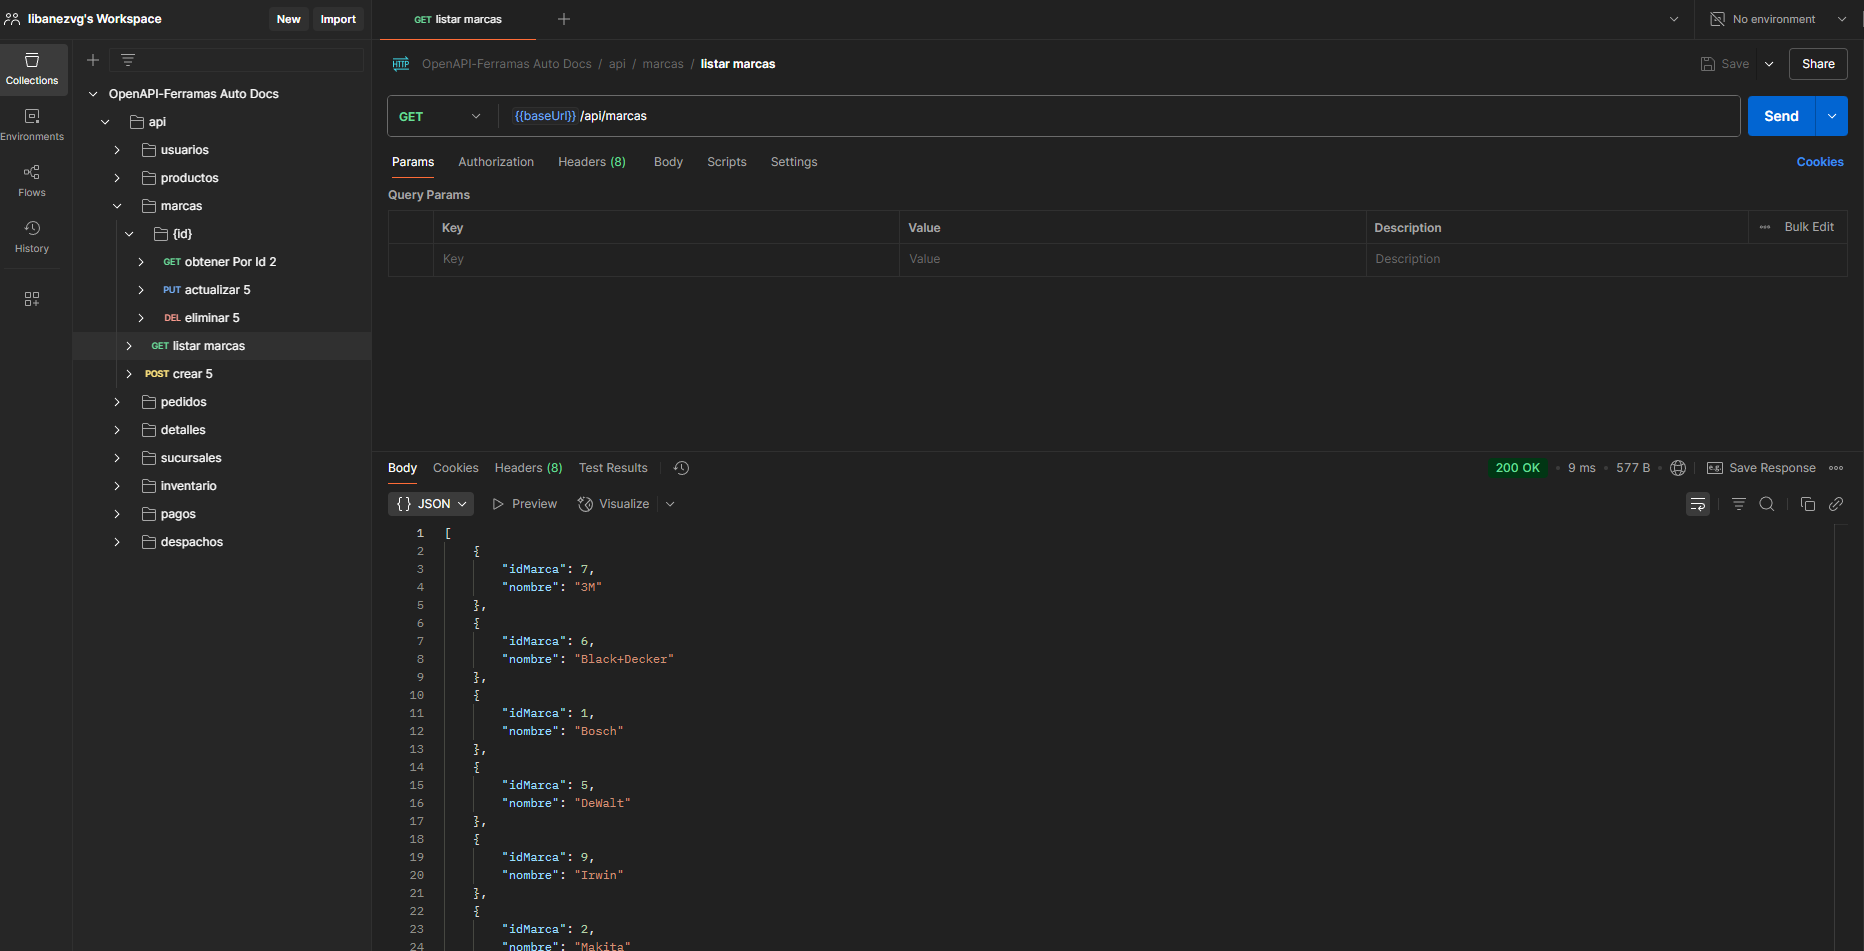 libanezvg's Workspace
New
Import
GET listar marcas
No environment
Collections
Environments
Flows
History
OpenAPI-Ferramas Auto Docs
api
usuarios
productos
marcas
{id}
GET obtener Por Id 2
PUT actualizar 5
DEL eliminar 5
GET listar marcas
POST crear 5
pedidos
detalles
sucursales
inventario
pagos
despachos
HTTP OpenAPI-Ferramas Auto Docs / api / marcas / listar marcas
Save
Share
GET
{{baseUrl}} /api/marcas
Send
Params Authorization Headers (8) Body Scripts Settings
Cookies
Query Params
Key Value Description Bulk Edit
Key Value Description
Body Cookies Headers (8) Test Results
200 OK • 9 ms • 577 B • e.g. Save Response
{} JSON Preview Visualize
1 [
2 {
3 "idMarca": 7,
4 "nombre": "3M"
5 },
6 {
7 "idMarca": 6,
8 "nombre": "Black+Decker"
9 },
10 {
11 "idMarca": 1,
12 "nombre": "Bosch"
13 },
14 {
15 "idMarca": 5,
16 "nombre": "DeWalt"
17 },
18 {
19 "idMarca": 9,
20 "nombre": "Irwin"
21 },
22 {
23 "idMarca": 2,
24 "nombre": "Makita"